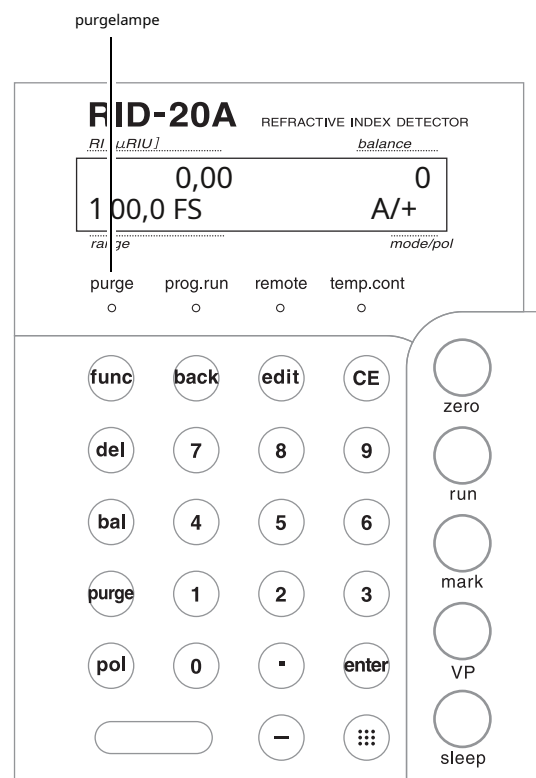 purgelampe
RID-20A REFRACTIVE INDEX DETECTOR
RI [μRIU] balance
0,00 0
100,0 FS A/+
range mode/pol
purge prog.run remote temp.cont
func back edit CE
zero
del 7 8 9
run
bal 4 5 6
mark
purge 1 2 3
VP
pol 0 . enter
−
sleep